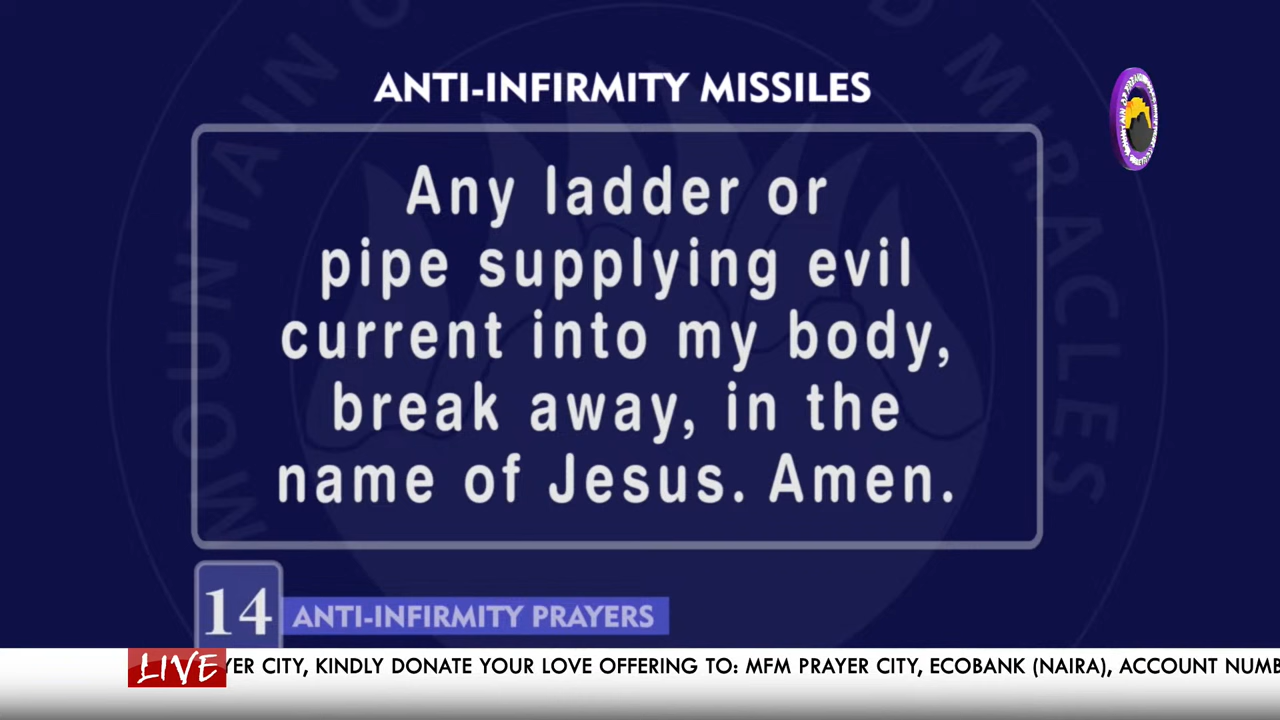 ANTI-INFIRMITY MISSILES
Any ladder or
pipe supplying evil
current into my body,
break away, in the
name of Jesus. Amen.
14 ANTI-INFIRMITY PRAYERS
LIVE YER CITY, KINDLY DONATE YOUR LOVE OFFERING TO: MFM PRAYER CITY, ECOBANK (NAIRA), ACCOUNT NUMB
MOUNTAIN
MIRACLES